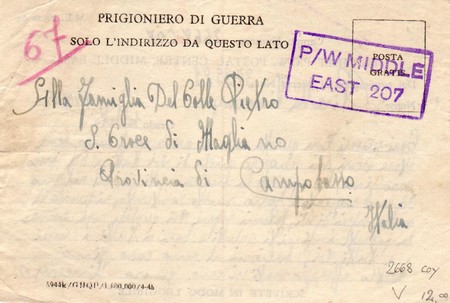 PRIGIONIERO DI GUERRA
SOLO L'INDIRIZZO DA QUESTO LATO
67
POSTA
GRATIS
P/W MIDDLE
EAST 207
Alla Famiglia Del Colle Pietro
S. Croce di Magliano
Provincia di Campobasso
Italia
2668 coy
V 12,00